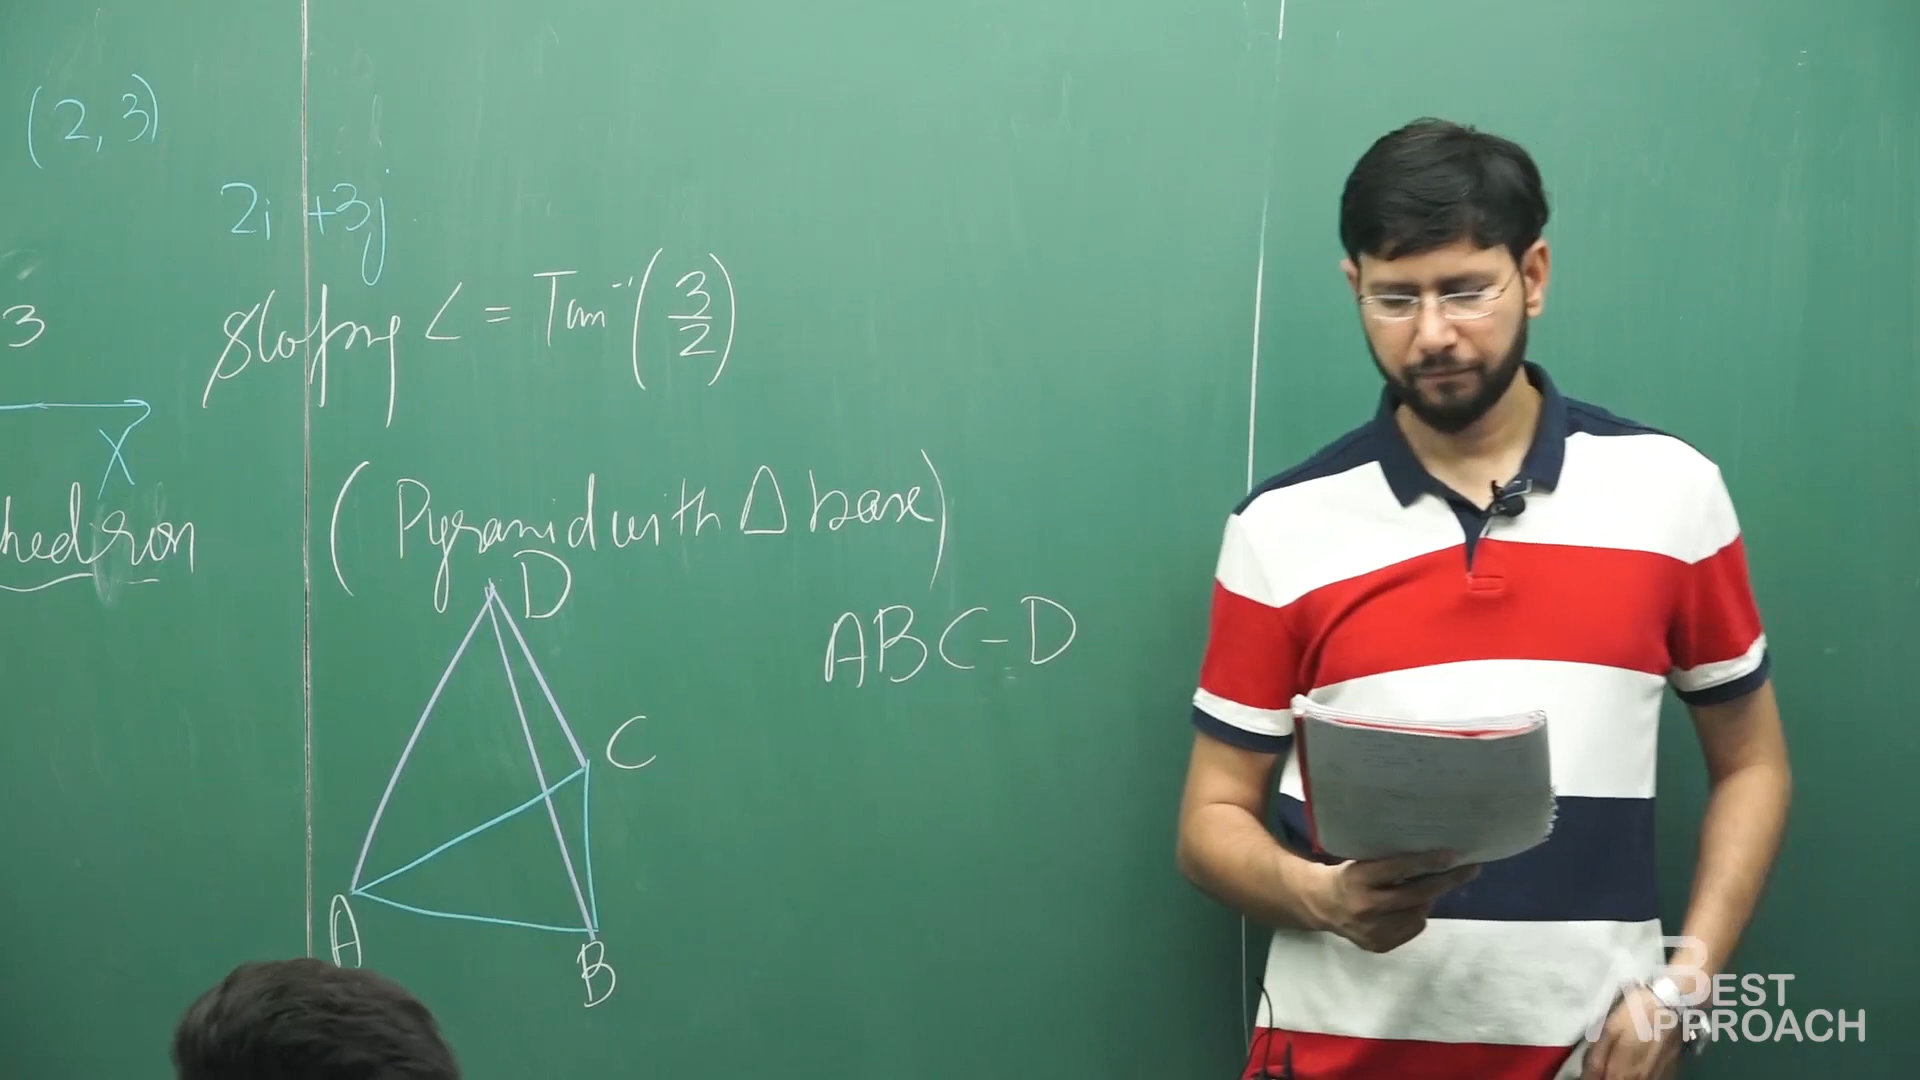 (2, 3)
2i + 3j
Sloping ∠ = Tan⁻¹(3/2)
3
X
hedron
(Pyramid with Δ base)
D
ABC-D
C
A
B
BEST
APPROACH